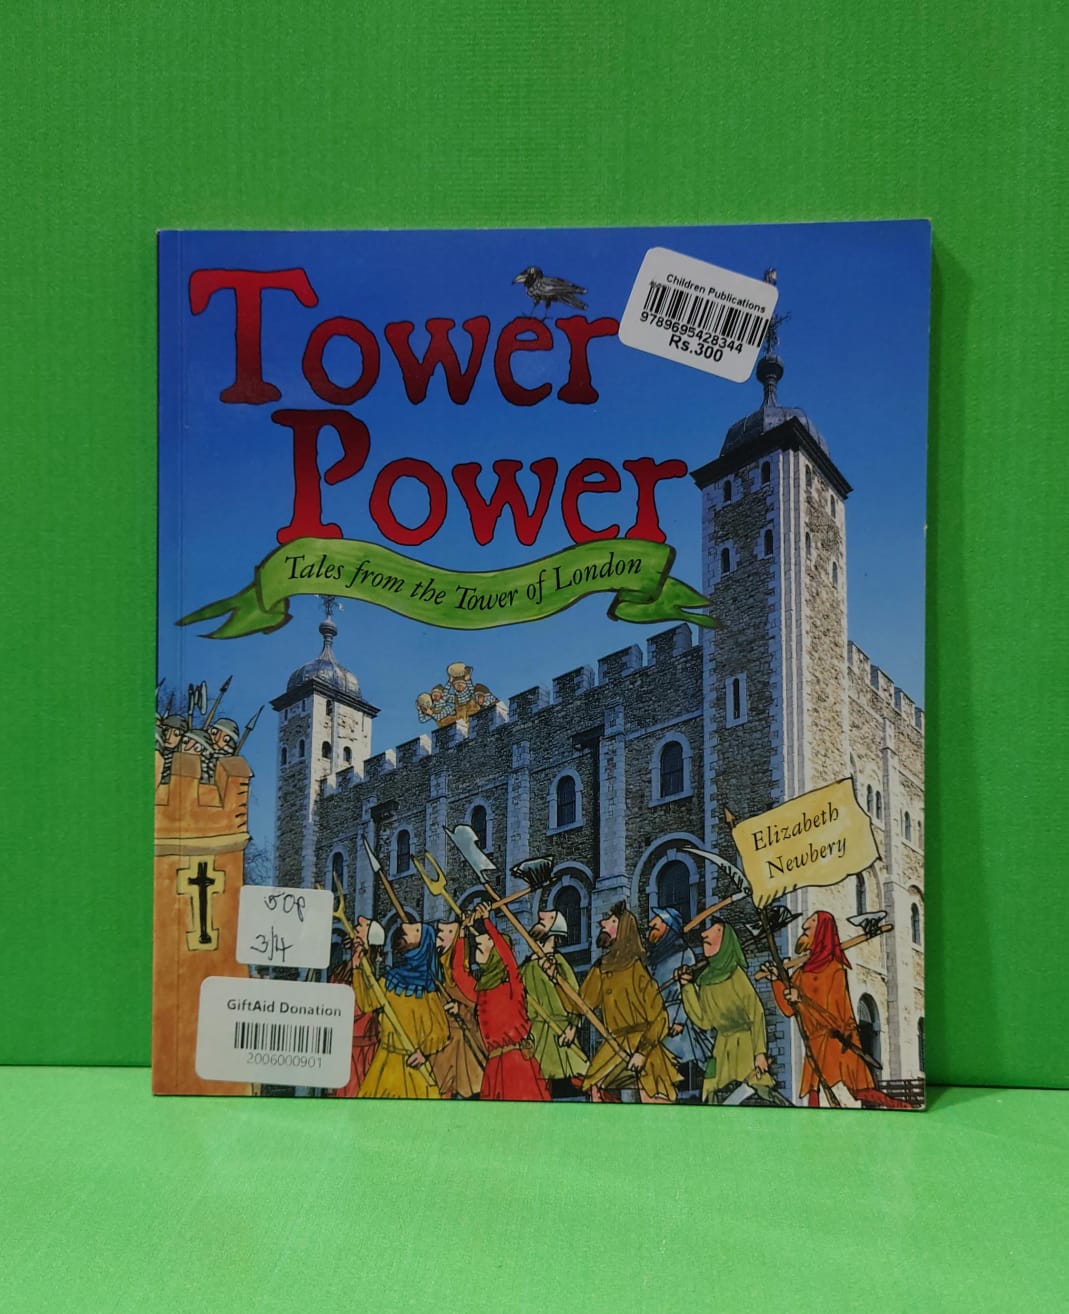 Tower
Power
Tales from the Tower of London
Children Publications
9789695428344
Rs.300
Elizabeth
Newbery
50p
3/4
GiftAid Donation
2006000901